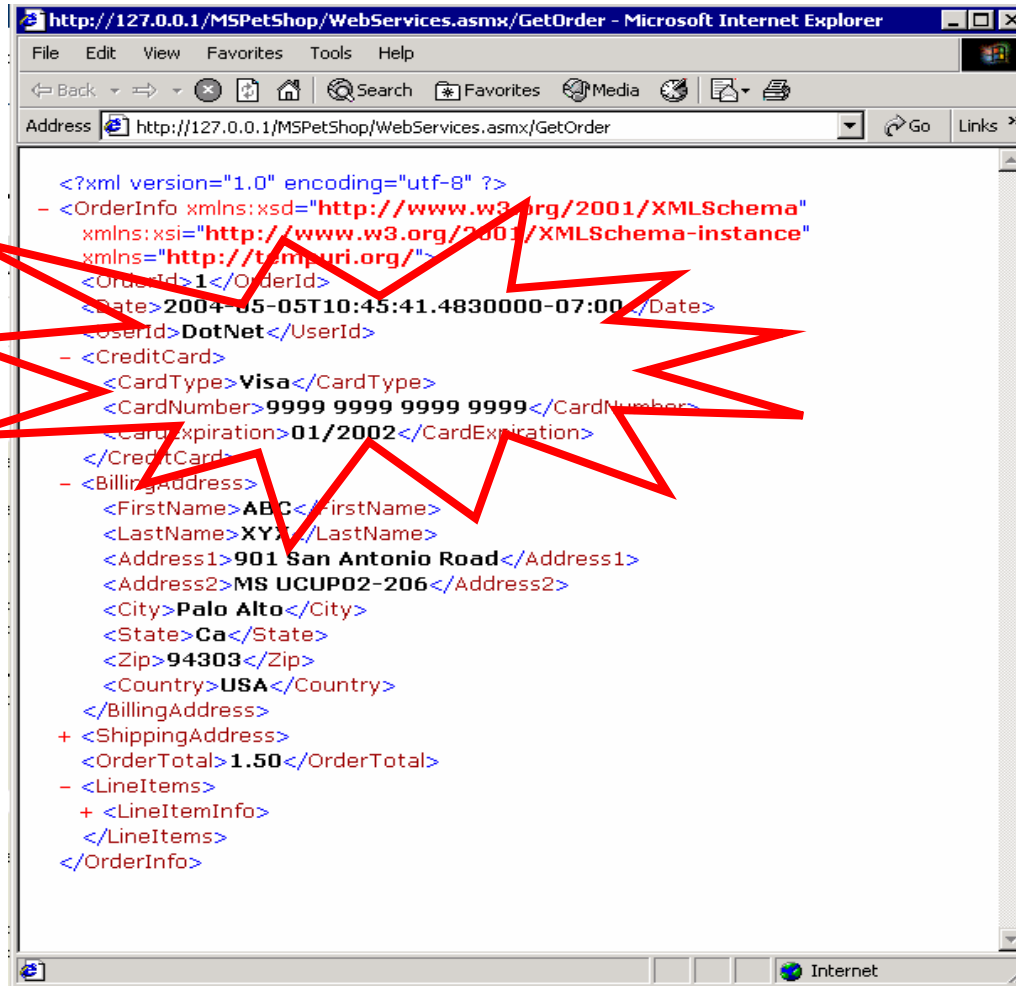 http://127.0.0.1/MSPetShop/WebServices.asmx/GetOrder - Microsoft Internet Explorer
File Edit View Favorites Tools Help
Back Search Favorites Media
Address http://127.0.0.1/MSPetShop/WebServices.asmx/GetOrder Go Links »
<?xml version="1.0" encoding="utf-8" ?>
- <OrderInfo xmlns:xsd="http://www.w3.org/2001/XMLSchema"
xmlns:xsi="http://www.w3.org/2001/XMLSchema-instance"
xmlns="http://tempuri.org/">
<OrderId>1</OrderId>
<Date>2004-05-05T10:45:41.4830000-07:00</Date>
<UserId>DotNet</UserId>
- <CreditCard>
<CardType>Visa</CardType>
<CardNumber>9999 9999 9999 9999</CardNumber>
<CardExpiration>01/2002</CardExpiration>
</CreditCard>
- <BillingAddress>
<FirstName>ABC</FirstName>
<LastName>XYX</LastName>
<Address1>901 San Antonio Road</Address1>
<Address2>MS UCUP02-206</Address2>
<City>Palo Alto</City>
<State>Ca</State>
<Zip>94303</Zip>
<Country>USA</Country>
</BillingAddress>
+ <ShippingAddress>
<OrderTotal>1.50</OrderTotal>
- <LineItems>
+ <LineItemInfo>
</LineItems>
</OrderInfo>
Internet